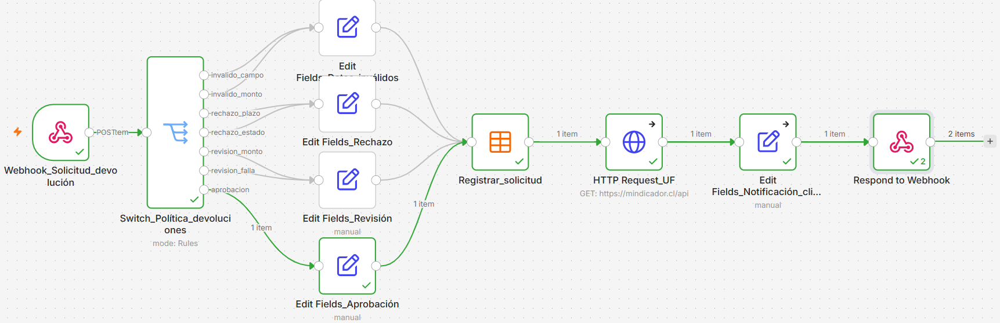 Webhook_Solicitud_devo
lución
POST
item
invalido_campo
invalido_monto
rechazo_plazo
rechazo_estado
revision_monto
revision_falla
aprobacion
Switch_Política_devoluci
ones
mode: Rules
1 item
Edit
Fields_Datos_inválidos
Edit Fields_Rechazo
Edit Fields_Revisión
manual
Edit Fields_Aprobación
manual
1 item
Registrar_solicitud
1 item
HTTP Request_UF
GET: https://mindicador.cl/api
1 item
Edit
Fields_Notificación_cli...
manual
1 item
2
Respond to Webhook
2 items